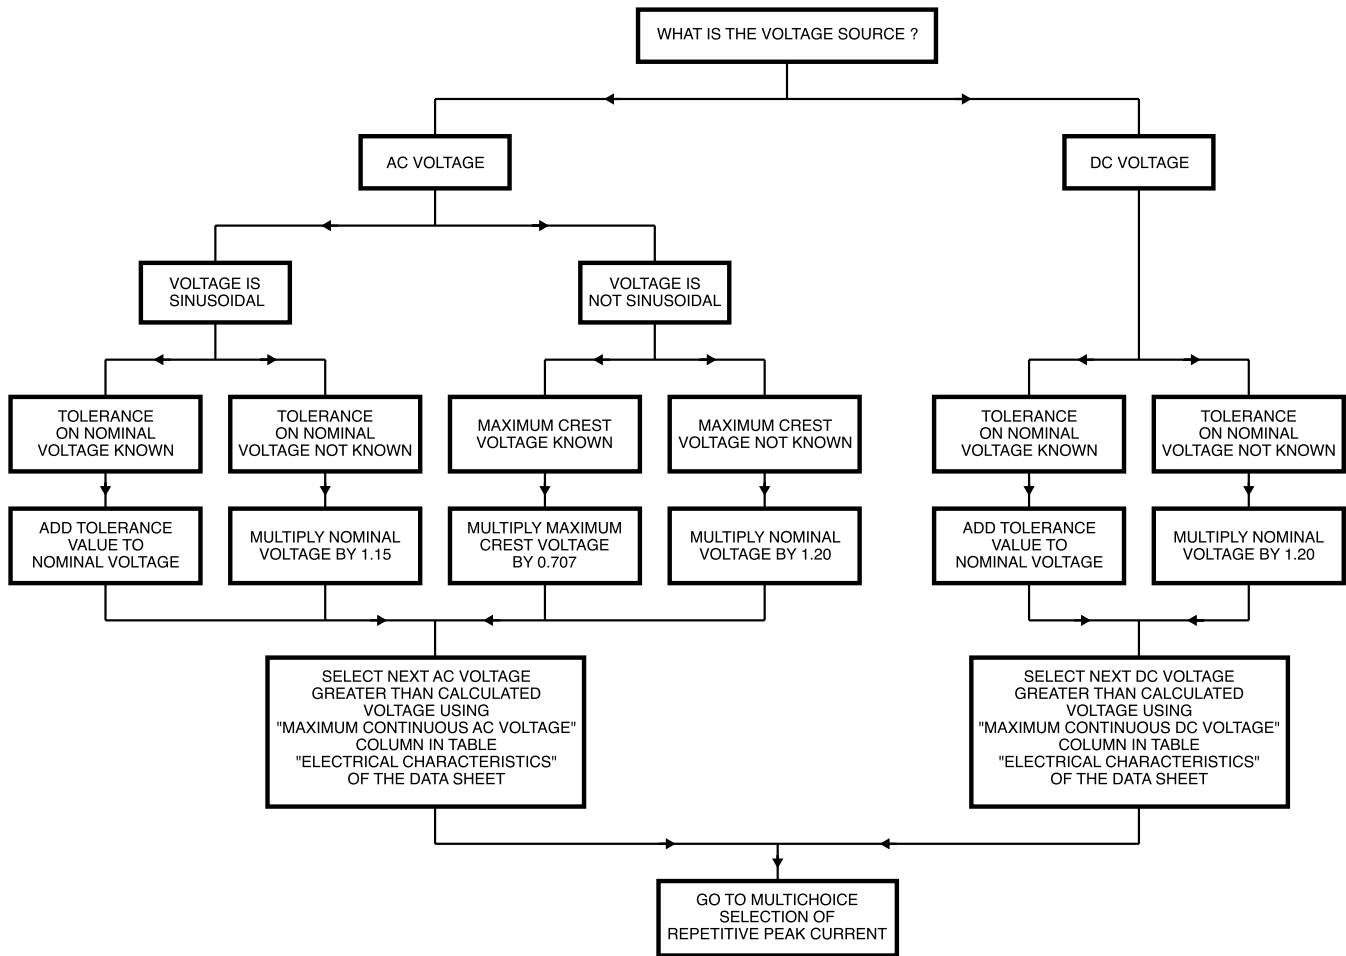 WHAT IS THE VOLTAGE SOURCE ?
AC VOLTAGE
DC VOLTAGE
VOLTAGE IS
SINUSOIDAL
VOLTAGE IS
NOT SINUSOIDAL
TOLERANCE
ON NOMINAL
VOLTAGE KNOWN
TOLERANCE
ON NOMINAL
VOLTAGE NOT KNOWN
MAXIMUM CREST
VOLTAGE KNOWN
MAXIMUM CREST
VOLTAGE NOT KNOWN
TOLERANCE
ON NOMINAL
VOLTAGE KNOWN
TOLERANCE
ON NOMINAL
VOLTAGE NOT KNOWN
ADD TOLERANCE
VALUE TO
NOMINAL VOLTAGE
MULTIPLY NOMINAL
VOLTAGE BY 1.15
MULTIPLY MAXIMUM
CREST VOLTAGE
BY 0.707
MULTIPLY NOMINAL
VOLTAGE BY 1.20
ADD TOLERANCE
VALUE TO
NOMINAL VOLTAGE
MULTIPLY NOMINAL
VOLTAGE BY 1.20
SELECT NEXT AC VOLTAGE
GREATER THAN CALCULATED
VOLTAGE USING
"MAXIMUM CONTINUOUS AC VOLTAGE"
COLUMN IN TABLE
"ELECTRICAL CHARACTERISTICS"
OF THE DATA SHEET
SELECT NEXT DC VOLTAGE
GREATER THAN CALCULATED
VOLTAGE USING
"MAXIMUM CONTINUOUS DC VOLTAGE"
COLUMN IN TABLE
"ELECTRICAL CHARACTERISTICS"
OF THE DATA SHEET
GO TO MULTICHOICE
SELECTION OF
REPETITIVE PEAK CURRENT